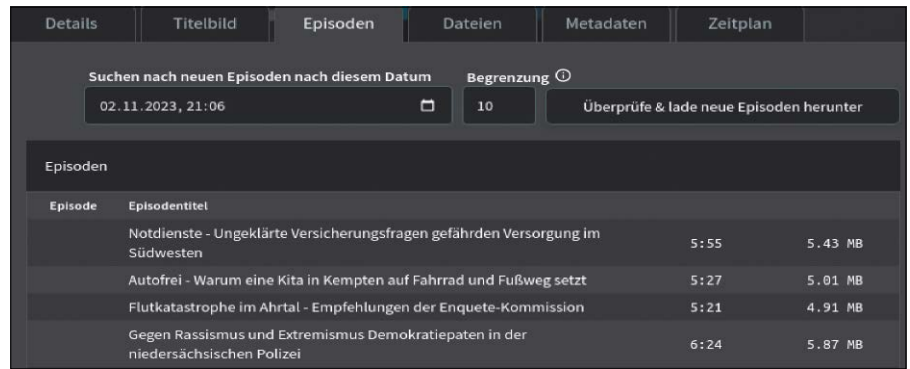 Details Titelbild Episoden Dateien Metadaten Zeitplan
Suchen nach neuen Episoden nach diesem Datum Begrenzung
02.11.2023, 21:06 10 Überprüfe & lade neue Episoden herunter
Episoden
Episode Episodentitel
Notdienste - Ungeklärte Versicherungsfragen gefährden Versorgung im
Südwesten 5:55 5.43 MB
Autofrei - Warum eine Kita in Kempten auf Fahrrad und Fußweg setzt 5:27 5.01 MB
Flutkatastrophe im Ahrtal - Empfehlungen der Enquete-Kommission 5:21 4.91 MB
Gegen Rassismus und Extremismus Demokratiepaten in der
niedersächsischen Polizei 6:24 5.87 MB